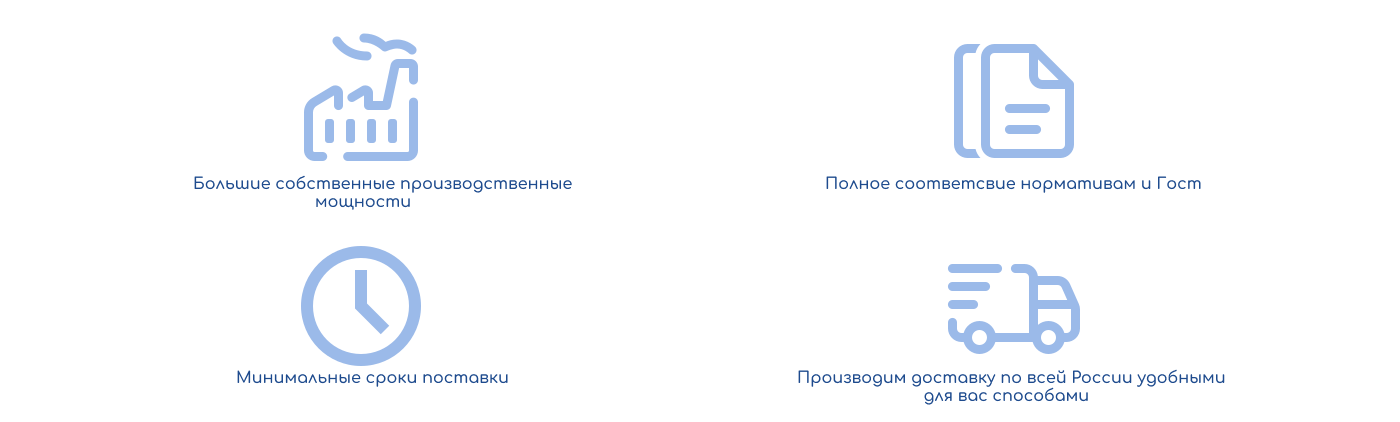 Большие собственные производственные
мощности
Полное соответсвие нормативам и Гост
Минимальные сроки поставки
Производим доставку по всей России удобными
для вас способами